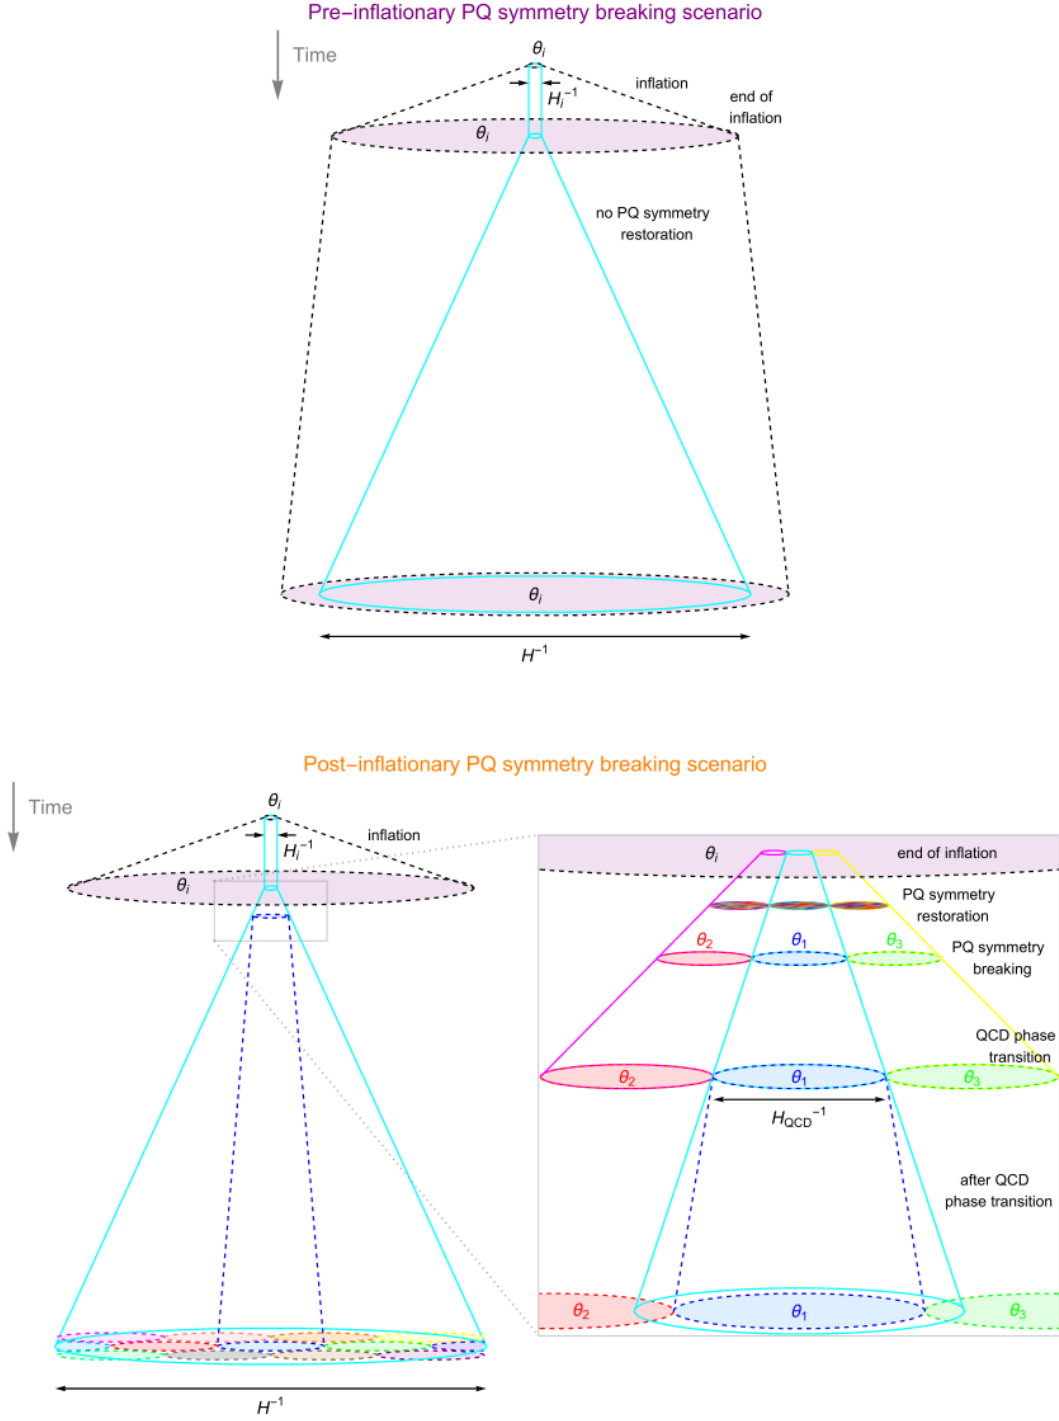 Pre−inflationary PQ symmetry breaking scenario
Time
θi
inflation
Hi−1
end of
inflation
θi
no PQ symmetry
restoration
θi
H−1
Post−inflationary PQ symmetry breaking scenario
Time
θi
inflation
Hi−1
θi
H−1
θi
end of inflation
PQ symmetry
restoration
θ2
θ1
θ3
PQ symmetry
breaking
QCD phase
transition
θ2
θ1
θ3
HQCD−1
after QCD
phase transition
θ2
θ1
θ3